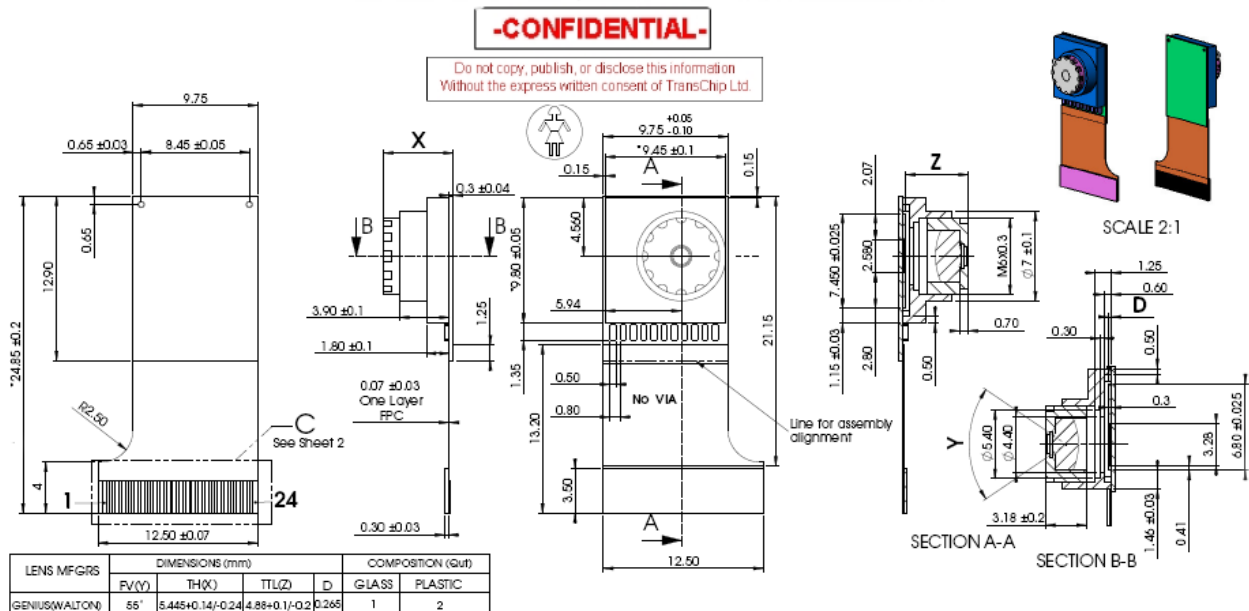 -CONFIDENTIAL-
Do not copy, publish, or disclose this information
Without the express written consent of TransChip Ltd.
9.75
0.65 ±0.03
8.45 ±0.05
0.65
12.90
*24.85 ±0.2
R2.50
C
See Sheet 2
4
1
24
12.50 ±0.07
X
0.3 ±0.04
B
B
3.90 ±0.1
1.80 ±0.1
0.07 ±0.03
One Layer
FPC
0.30 ±0.03
+0.05
9.75 -0.10
*9.45 ±0.1
0.15
A
0.15
4.560
*9.80 ±0.05
5.94
1.25
1.35
0.50
0.80
No VIA
13.20
3.50
21.15
Line for assembly
alignment
A
12.50
2.07
Z
7.450 ±0.025
2.580
M6x0.3
∅7 ±0.1
1.15 ±0.03
2.80
0.50
0.70
SECTION A-A
SCALE 2:1
1.25
0.60
D
0.30
0.50
0.3
Y
∅5.40
∅4.40
3.28
6.80 ±0.025
3.18 ±0.2
1.46 ±0.03
0.41
SECTION B-B
LENS MFGRS DIMENSIONS (mm) COMPOSITION (Qut)
FV(Y) TH(X) TTL(Z) D GLASS PLASTIC
GENIUS(WALTON) 55° 5.445+0.14/-0.24 4.88+0.1/-0.2 0.265 1 2